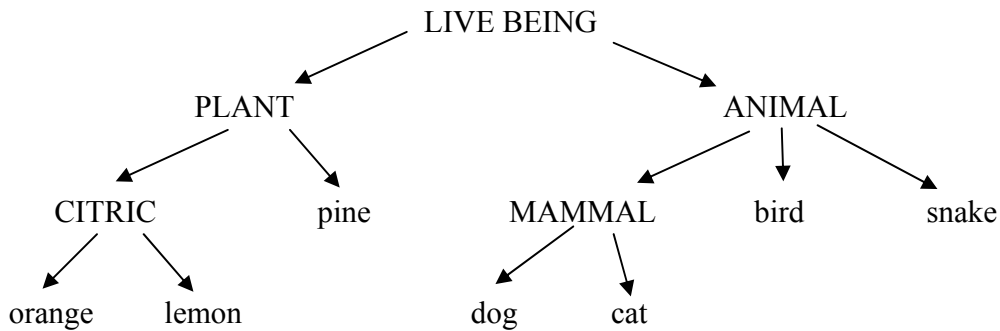 LIVE BEING
PLANT ANIMAL
CITRIC pine MAMMAL bird snake
orange lemon dog cat